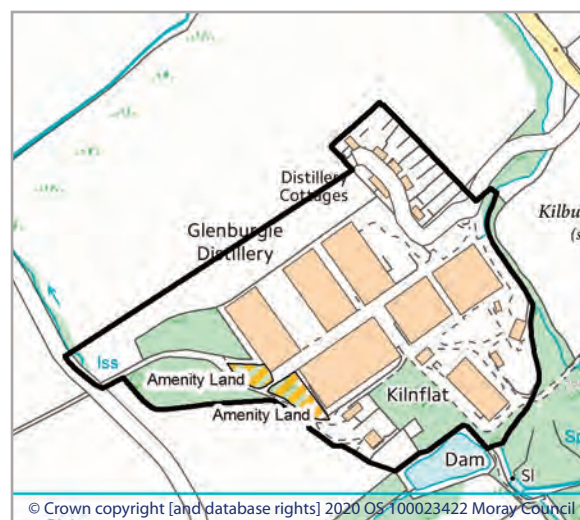 Distillery
Cottages
Kilbu
(s
Glenburgie
Distillery
Iss
Amenity Land
Amenity Land
Kilnflat
Dam
Sp
Sl
© Crown copyright [and database rights] 2020 OS 100023422 Moray Council